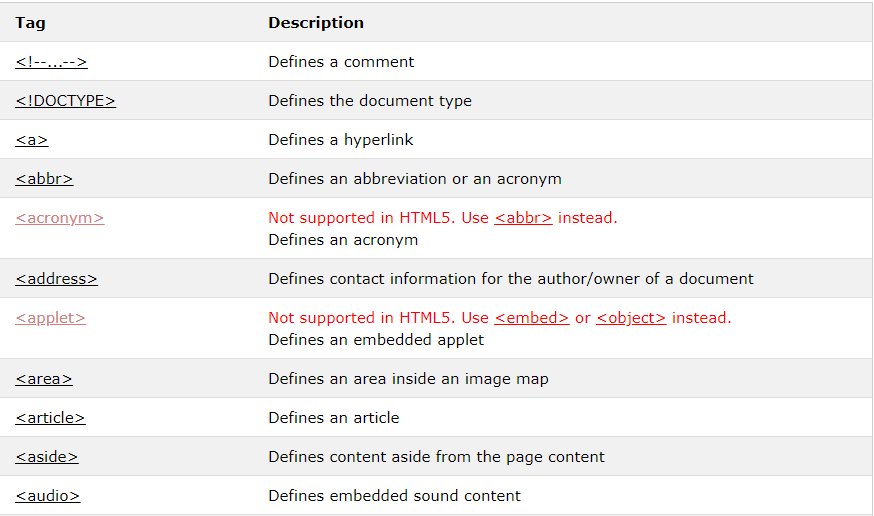 Tag Description
<!--...--> Defines a comment
<!DOCTYPE> Defines the document type
<a> Defines a hyperlink
<abbr> Defines an abbreviation or an acronym
<acronym> Not supported in HTML5. Use <abbr> instead.
Defines an acronym
<address> Defines contact information for the author/owner of a document
<applet> Not supported in HTML5. Use <embed> or <object> instead.
Defines an embedded applet
<area> Defines an area inside an image map
<article> Defines an article
<aside> Defines content aside from the page content
<audio> Defines embedded sound content